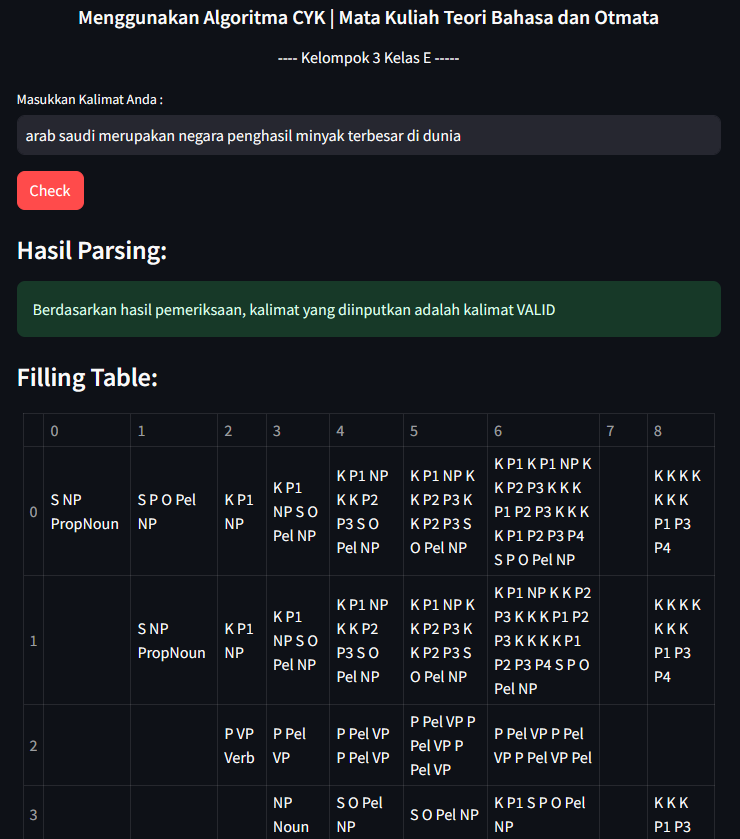 Menggunakan Algoritma CYK | Mata Kuliah Teori Bahasa dan Otmata
---- Kelompok 3 Kelas E -----
Masukkan Kalimat Anda :
arab saudi merupakan negara penghasil minyak terbesar di dunia
Check
Hasil Parsing:
Berdasarkan hasil pemeriksaan, kalimat yang diinputkan adalah kalimat VALID
Filling Table:
0 1 2 3 4 5 6 7 8
K P1 K P1 NP K
K P1 NP K P1 NP K K P2 P3 K K K K K K K
K P1 K K P2 K P2 P3 K P1 P2 P3 K K K K K K
S NP S P O Pel K P1 NP S O P3 S O K P2 P3 S K P1 P2 P3 P4 P1 P3
0 PropNoun NP NP Pel NP Pel NP O Pel NP S P O Pel NP P4
K P1 NP K K P2
K P1 NP K P1 NP K P3 K K K P1 P2 K K K K
K P1 K K P2 K P2 P3 K P3 K K K K P1 K K K
S NP K P1 NP S O P3 S O K P2 P3 S P2 P3 P4 S P O P1 P3
1 PropNoun NP Pel NP Pel NP O Pel NP Pel NP P4
P Pel VP P
P VP P Pel P Pel VP Pel VP P P Pel VP P Pel
2 Verb VP P Pel VP Pel VP VP P Pel VP Pel
NP S O Pel K P1 S P O Pel K K K
3 Noun NP S O Pel NP NP P1 P3